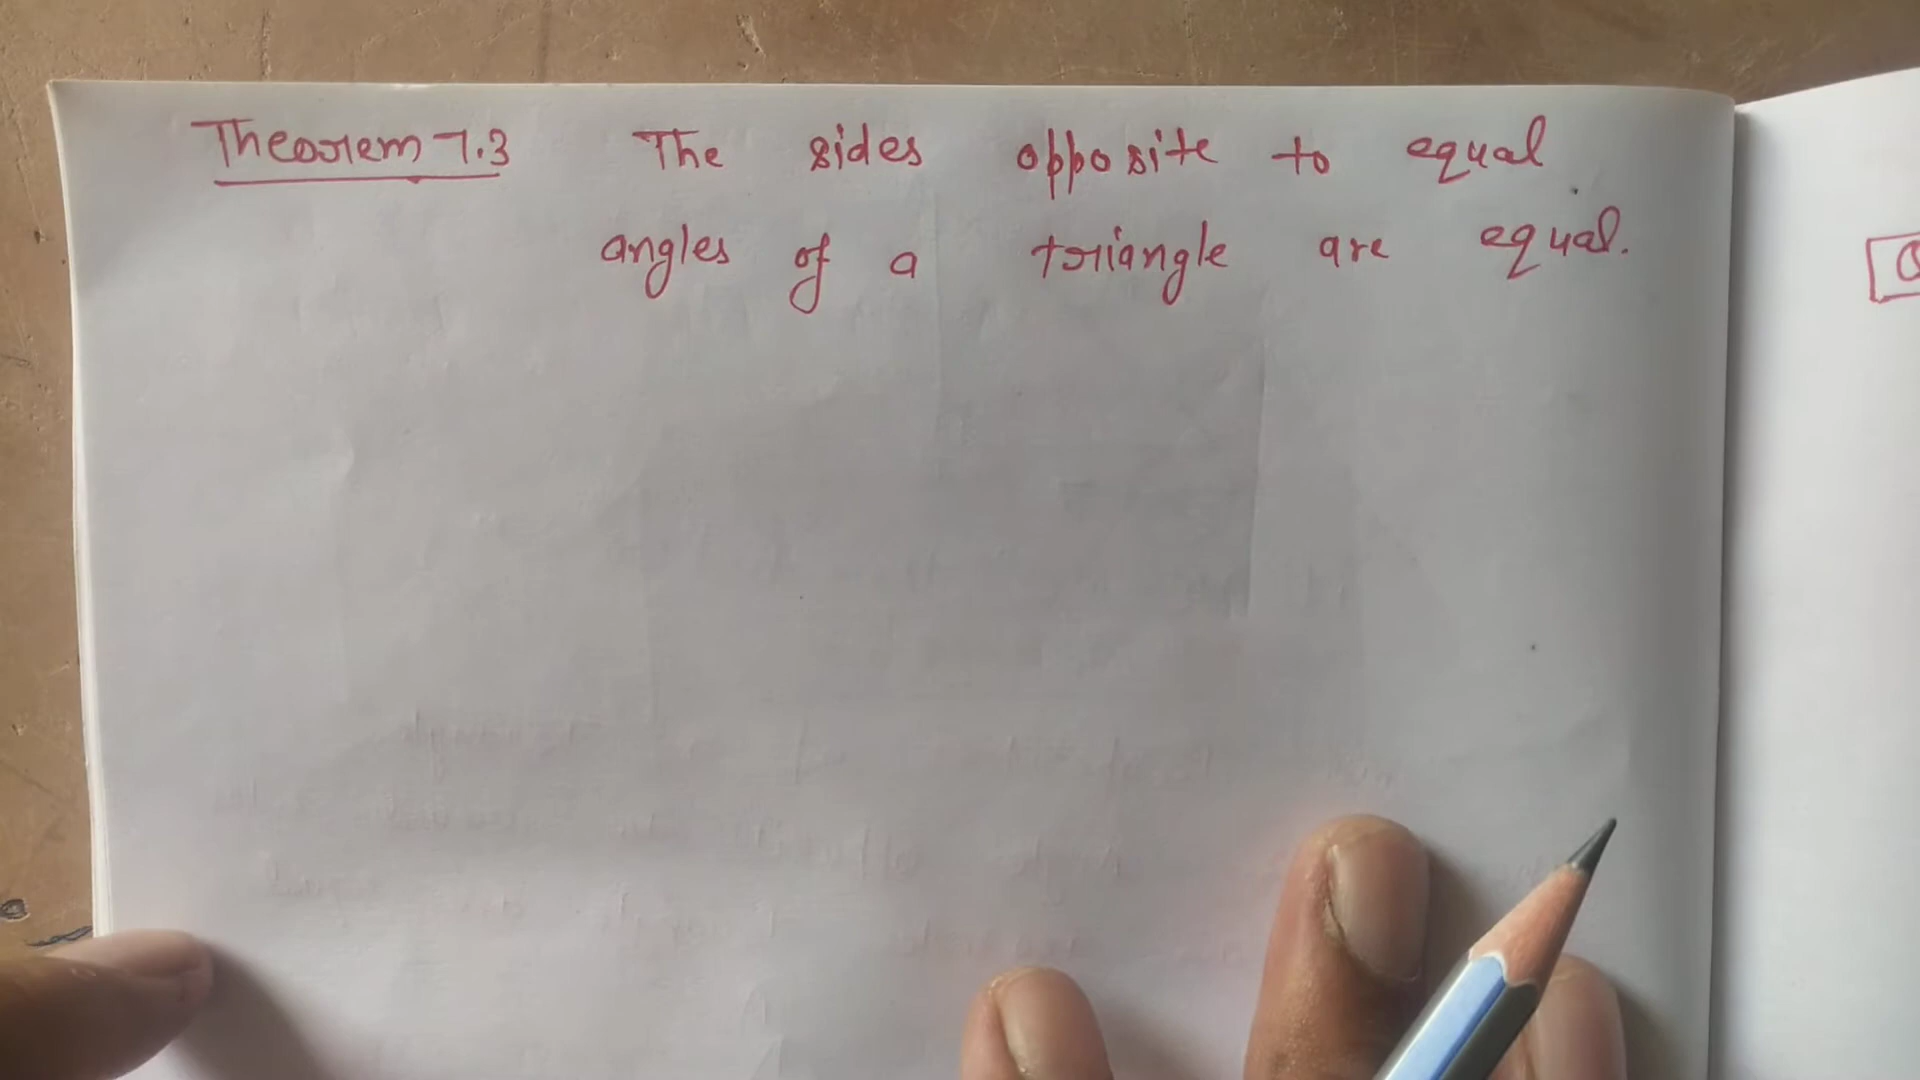 Theorem 7.3 The sides opposite to equal
angles of a triangle are equal.